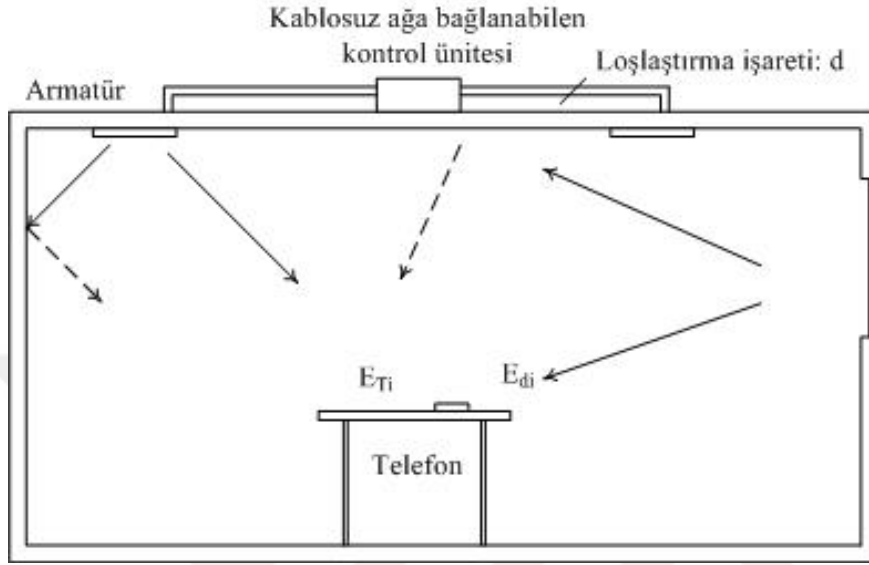 Kablosuz ağa bağlanabilen
kontrol ünitesi
Loşlaştırma işareti: d
Armatür
E_Ti
E_di
Telefon